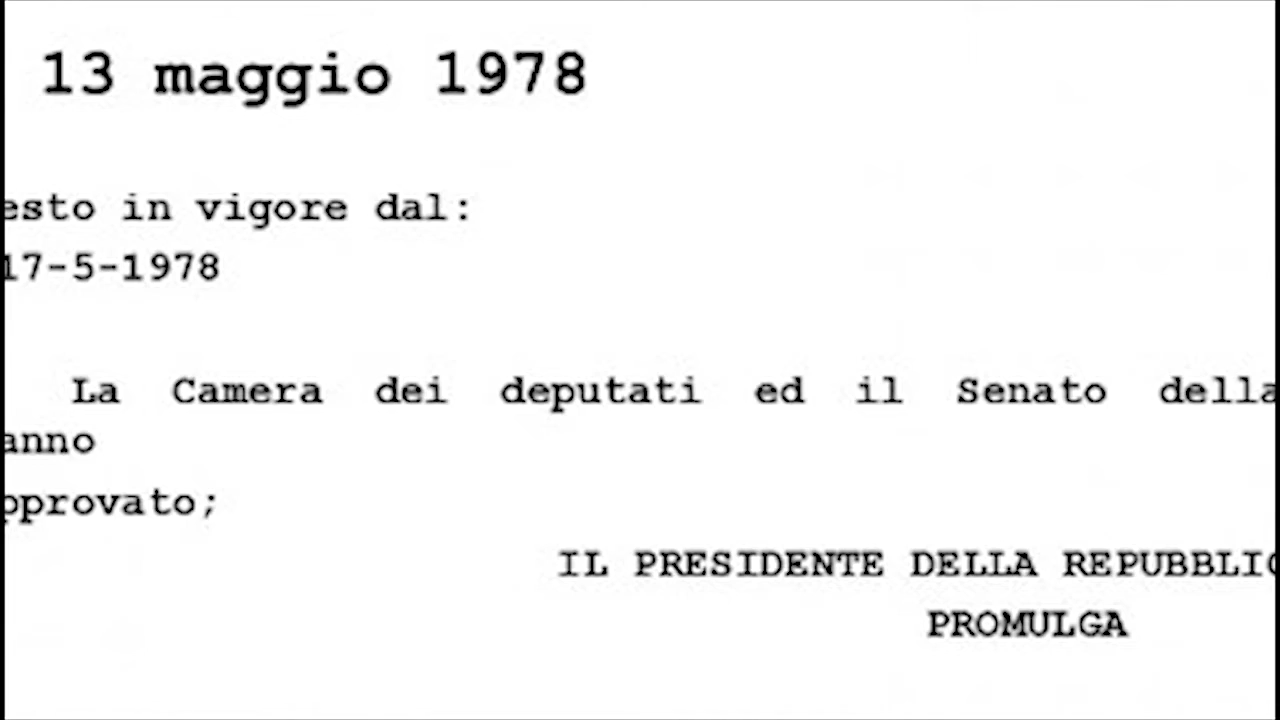 13 maggio 1978
esto in vigore dal:
17-5-1978
La Camera dei deputati ed il Senato della
anno
pprovato;
IL PRESIDENTE DELLA REPUBBLIC
PROMULGA